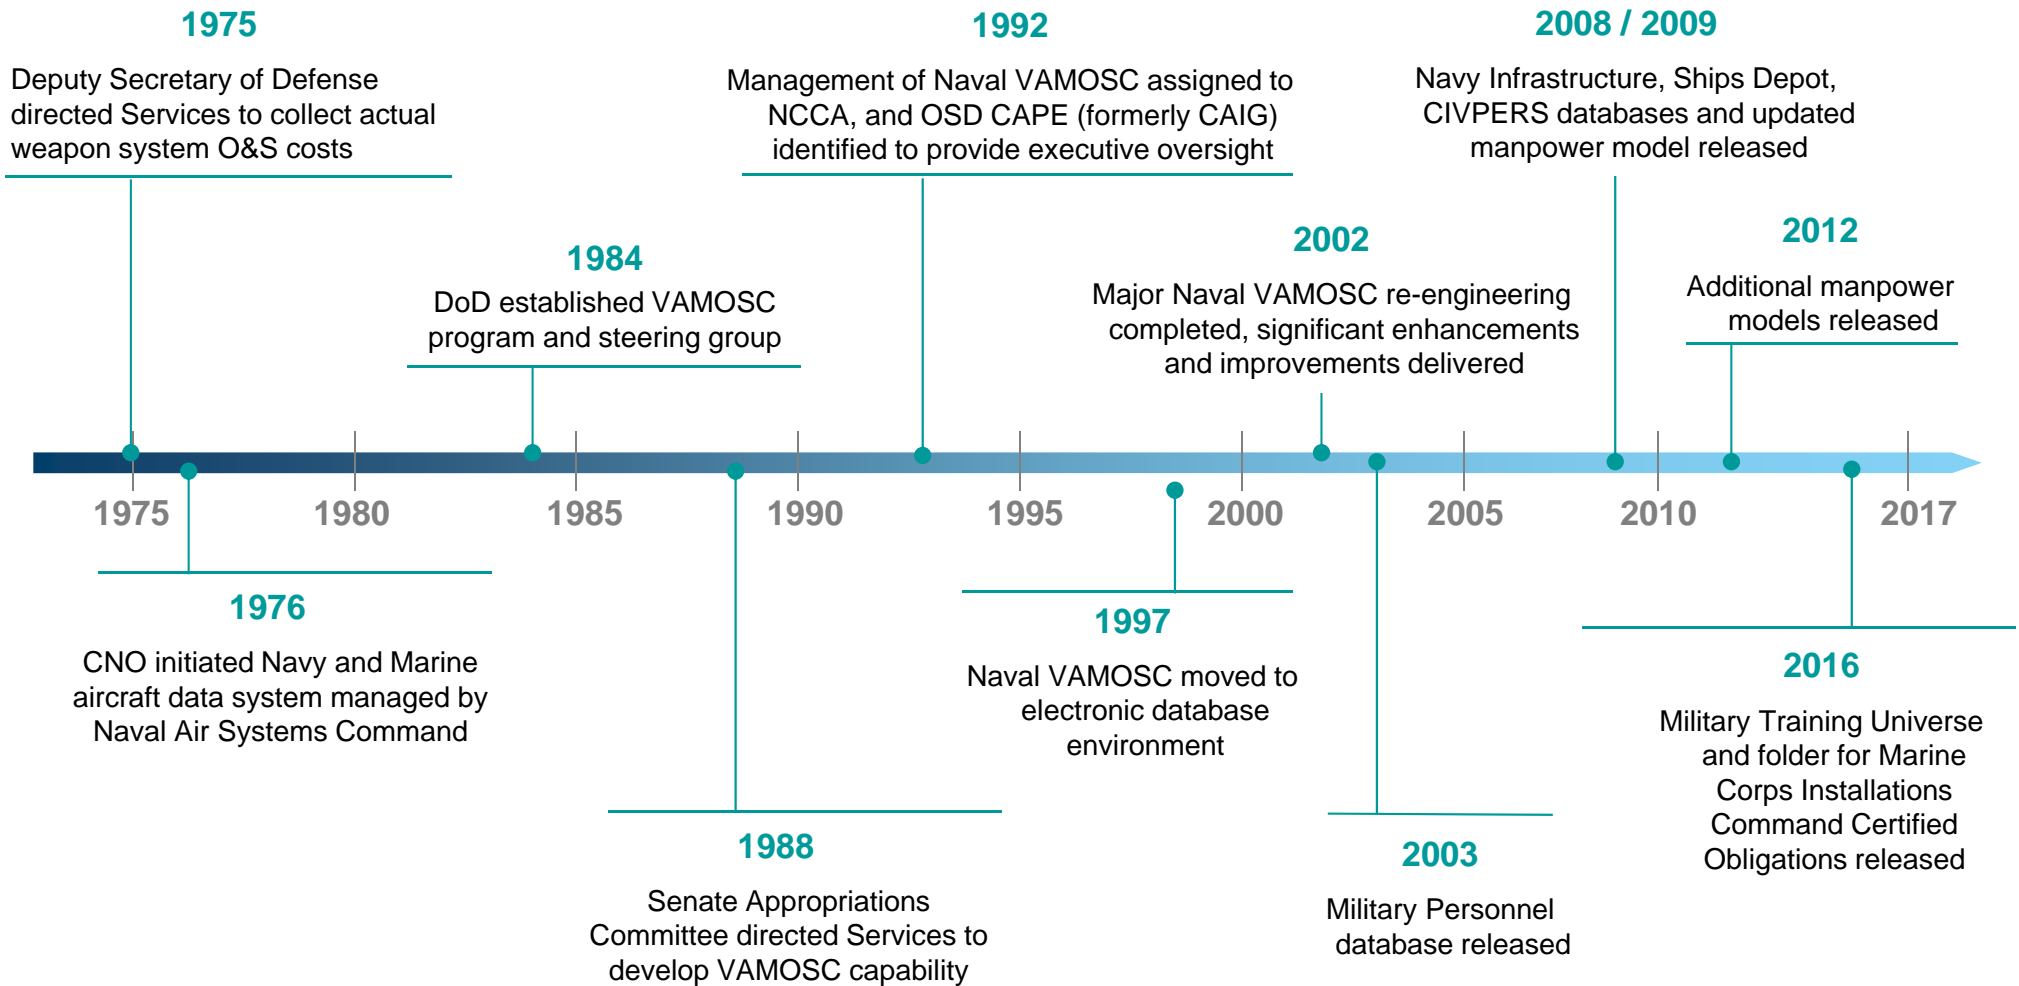 1975
Deputy Secretary of Defense
directed Services to collect actual
weapon system O&S costs
1992
Management of Naval VAMOSC assigned to
NCCA, and OSD CAPE (formerly CAIG)
identified to provide executive oversight
2008 / 2009
Navy Infrastructure, Ships Depot,
CIVPERS databases and updated
manpower model released
1984
DoD established VAMOSC
program and steering group
2002
Major Naval VAMOSC re-engineering
completed, significant enhancements
and improvements delivered
2012
Additional manpower
models released
1975
1980
1985
1990
1995
2000
2005
2010
2017
1976
CNO initiated Navy and Marine
aircraft data system managed by
Naval Air Systems Command
1988
Senate Appropriations
Committee directed Services to
develop VAMOSC capability
1997
Naval VAMOSC moved to
electronic database
environment
2003
Military Personnel
database released
2016
Military Training Universe
and folder for Marine
Corps Installations
Command Certified
Obligations released